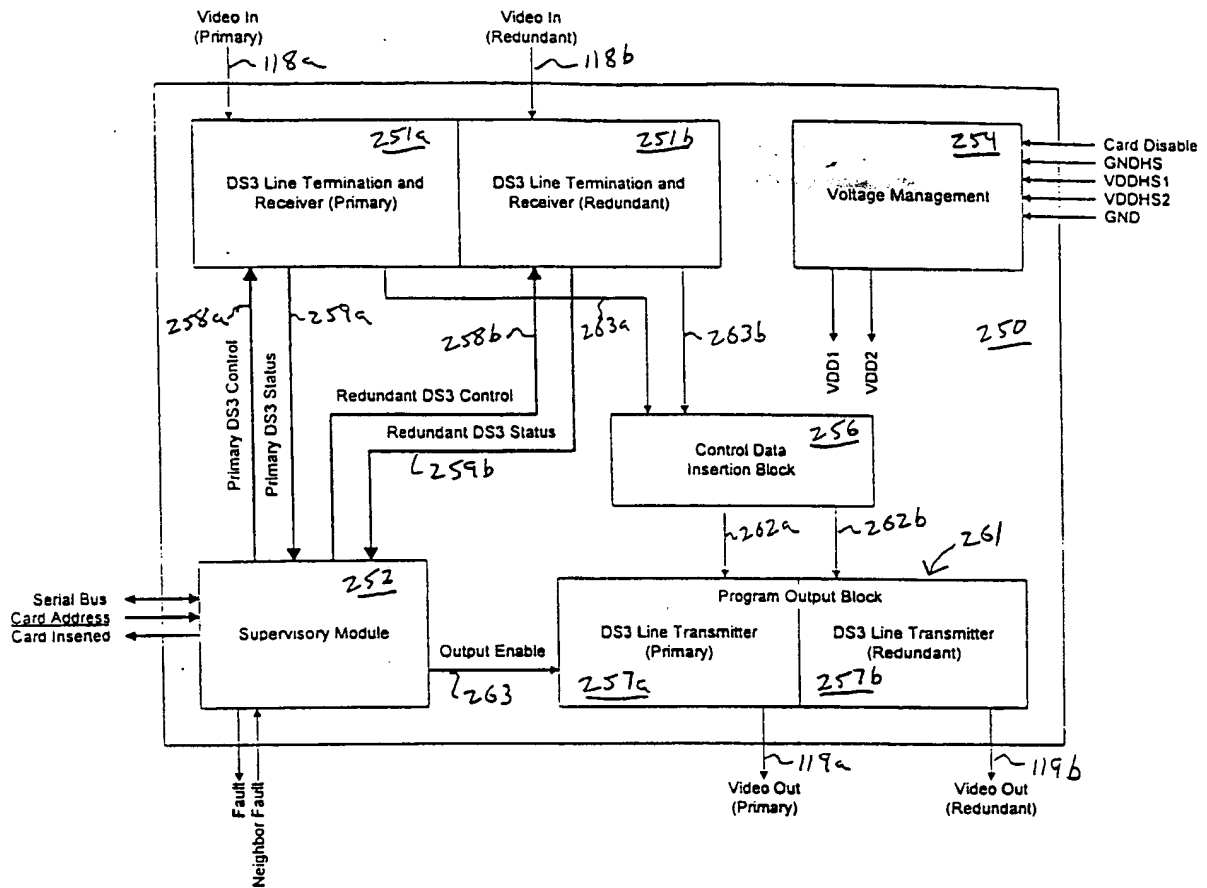 Video In
(Primary)
Video In
(Redundant)
118a
118b
251a
251b
254
DS3 Line Termination and
Receiver (Primary)
DS3 Line Termination and
Receiver (Redundant)
Voltage Management
Card Disable
GNDHS
VDDHS1
VDDHS2
GND
258a
259a
258b
263a
263b
250
VDD1
VDD2
Primary DS3 Control
Primary DS3 Status
Redundant DS3 Control
Redundant DS3 Status
259b
256
Control Data
Insertion Block
262a
262b
261
252
Supervisory Module
Serial Bus
Card Address
Card Inserted
Output Enable
263
Program Output Block
DS3 Line Transmitter
(Primary)
DS3 Line Transmitter
(Redundant)
257a
257b
119a
119b
Fault
Neighbor Fault
Video Out
(Primary)
Video Out
(Redundant)